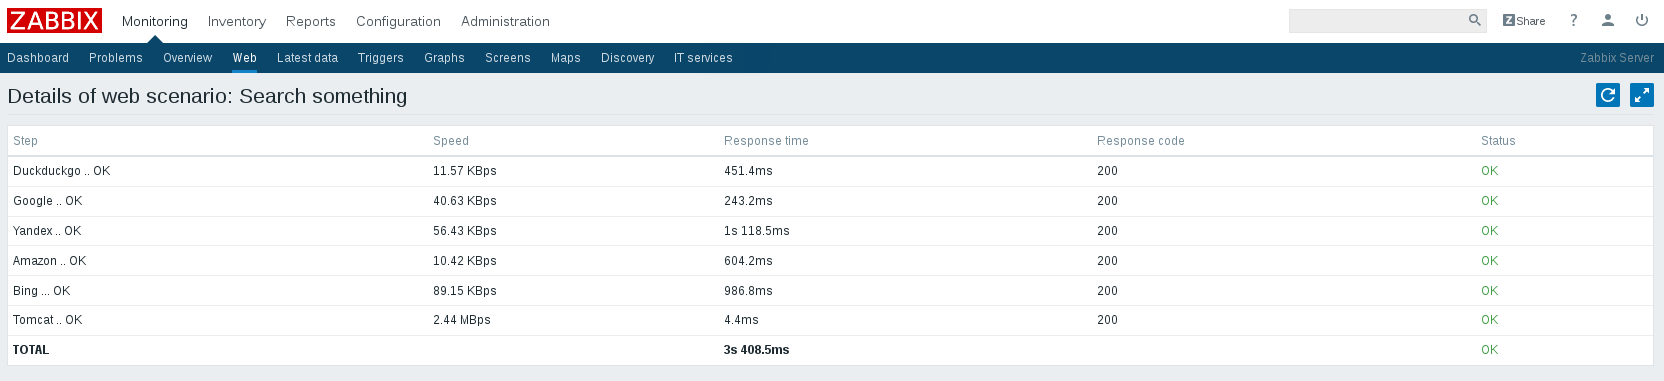 ZABBIX Monitoring Inventory Reports Configuration Administration Z Share ?
Dashboard Problems Overview Web Latest data Triggers Graphs Screens Maps Discovery IT services Zabbix Server
Details of web scenario: Search something
Step Speed Response time Response code Status
Duckduckgo .. OK 11.57 KBps 451.4ms 200 OK
Google .. OK 40.63 KBps 243.2ms 200 OK
Yandex .. OK 56.43 KBps 1s 118.5ms 200 OK
Amazon .. OK 10.42 KBps 604.2ms 200 OK
Bing ... OK 89.15 KBps 986.8ms 200 OK
Tomcat .. OK 2.44 MBps 4.4ms 200 OK
TOTAL 3s 408.5ms OK